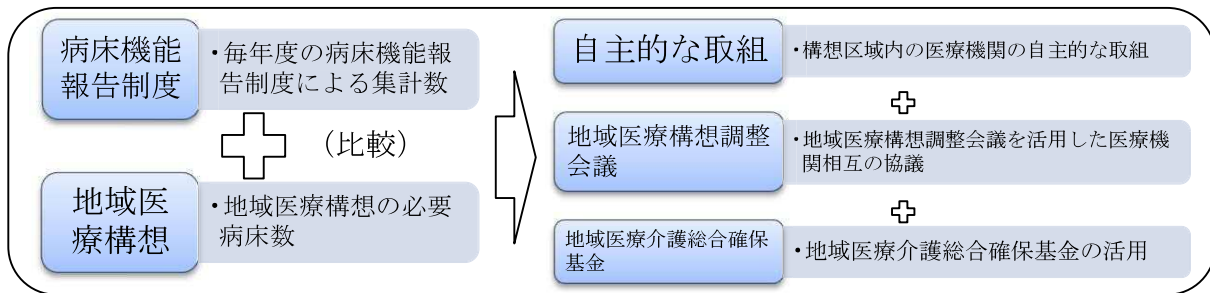 病床機能
報告制度
・毎年度の病床機能報
告制度による集計数
(比較)
地域医
療構想
・地域医療構想の必要
病床数
自主的な取組
・構想区域内の医療機関の自主的な取組
地域医療構想調整
会議
・地域医療構想調整会議を活用した医療機
関相互の協議
地域医療介護総合確保
基金
・地域医療介護総合確保基金の活用